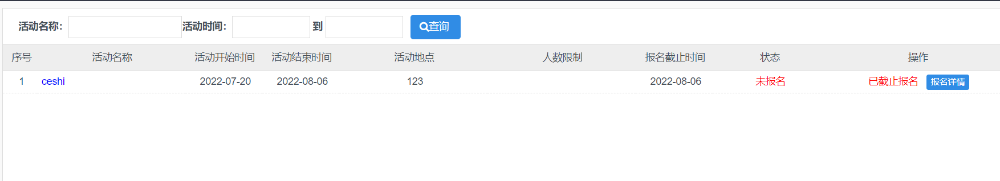 活动名称： 活动时间： 到 查询
序号 活动名称 活动开始时间 活动结束时间 活动地点 人数限制 报名截止时间 状态 操作
1 ceshi 2022-07-20 2022-08-06 123 2022-08-06 未报名 已截止报名 报名详情